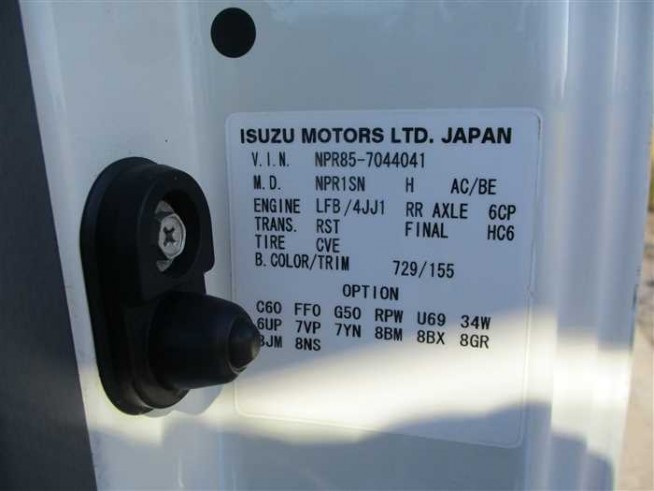 ISUZU MOTORS LTD. JAPAN
V.I.N. NPR85-7044041
M.D. NPR1SN H AC/BE
ENGINE LFB/4JJ1 RR AXLE 6CP
TRANS. RST FINAL HC6
TIRE CVE
B.COLOR/TRIM 729/155
OPTION
C60 FF0 G50 RPW U69 34W
6UP 7VP 7YN 8BM 8BX 8GR
8NS